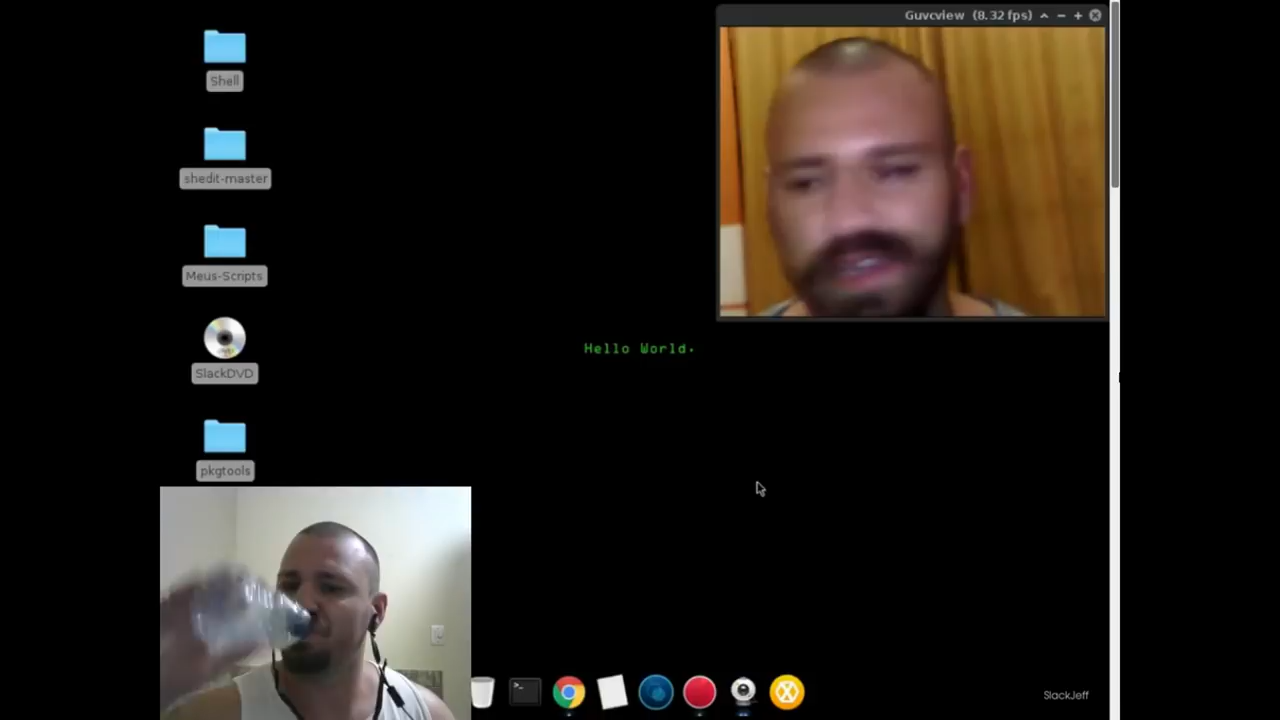 Guvcview (8.32 fps)
Shell
shedit-master
Meus-Scripts
Hello World.
SlackDVD
pkgtools
SlackJeff